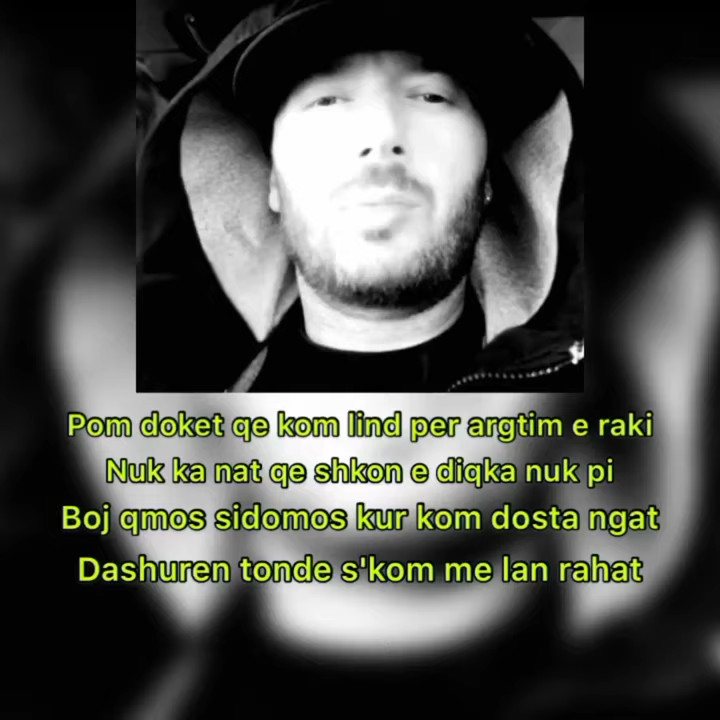 Pom doket qe kom lind per argtim e raki
Nuk ka nat qe shkon e diqka nuk pi
Boj qmos sidomos kur kom dosta ngat
Dashuren tonde s'kom me lan rahat